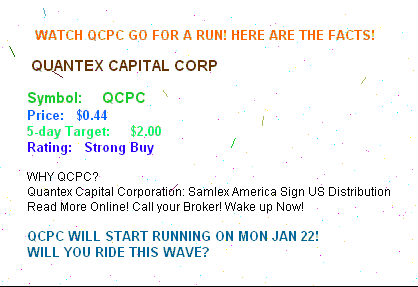 WATCH QCPC GO FOR A RUN! HERE ARE THE FACTS!
QUANTEX CAPITAL CORP
Symbol: QCPC
Price: $0.44
5-day Target: $2.00
Rating: Strong Buy
WHY QCPC?
Quantex Capital Corporation: Samlex America Sign US Distribution
Read More Online! Call your Broker! Wake up Now!
QCPC WILL START RUNNING ON MON JAN 22!
WILL YOU RIDE THIS WAVE?